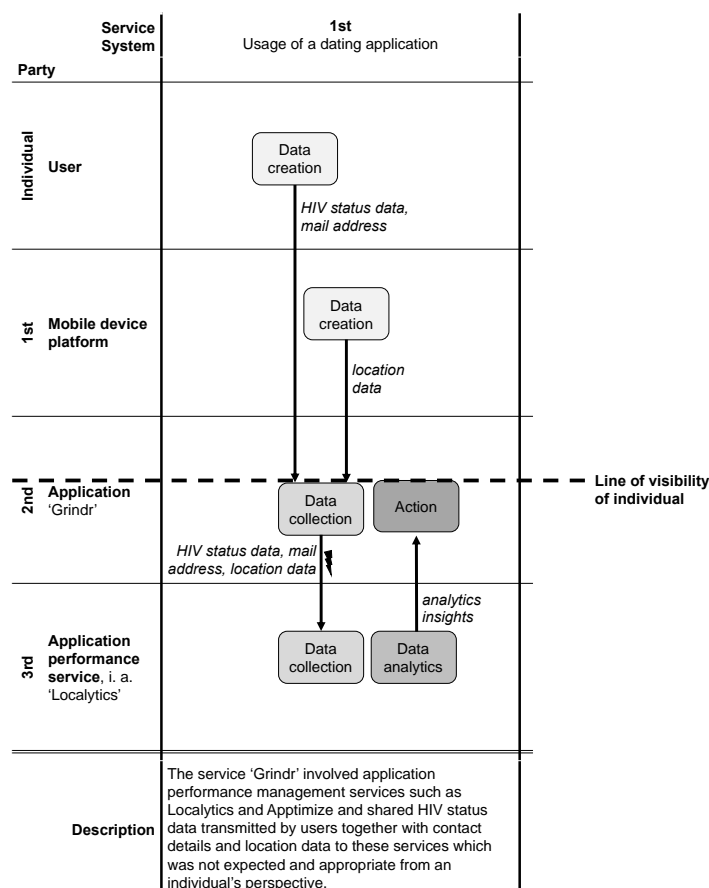 Service System
1st
Usage of a dating application
Party
Individual
User
Data
creation
HIV status data,
mail address
1st
Mobile device
platform
Data
creation
location
data
Line of visibility
of individual
2nd
Application
'Grindr'
Data
collection
Action
HIV status data, mail
address, location data
analytics
insights
3rd
Application
performance
service, i. a.
'Localytics'
Data
collection
Data
analytics
Description
The service 'Grindr' involved application
performance management services such as
Localytics and Apptimize and shared HIV status
data transmitted by users together with contact
details and location data to these services which
was not expected and appropriate from an
individual's perspective.